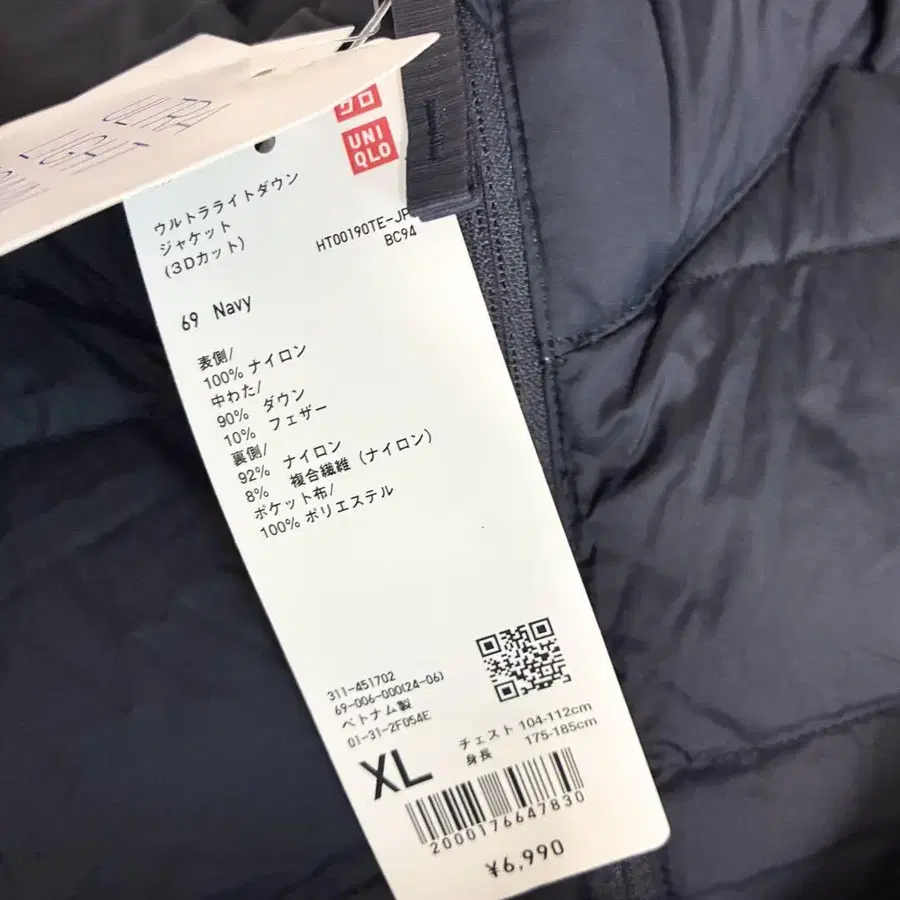 ULTRA
LIGHT
クロ
UNI
QLO
ウルトラライトダウン
ジャケット
(3Dカット)
HT00190TE-JP
BC94
69 Navy
表側/
100% ナイロン
中わた/
90% ダウン
10% フェザー
裏側/
92% ナイロン
8% 複合繊維 (ナイロン)
ポケット布/
100% ポリエステル
311-451702
69-006-000(24-06)
ベトナム製
01-31-2F054E
XL
チェスト 104-112cm
身長 175-185cm
2000176647830
¥6,990